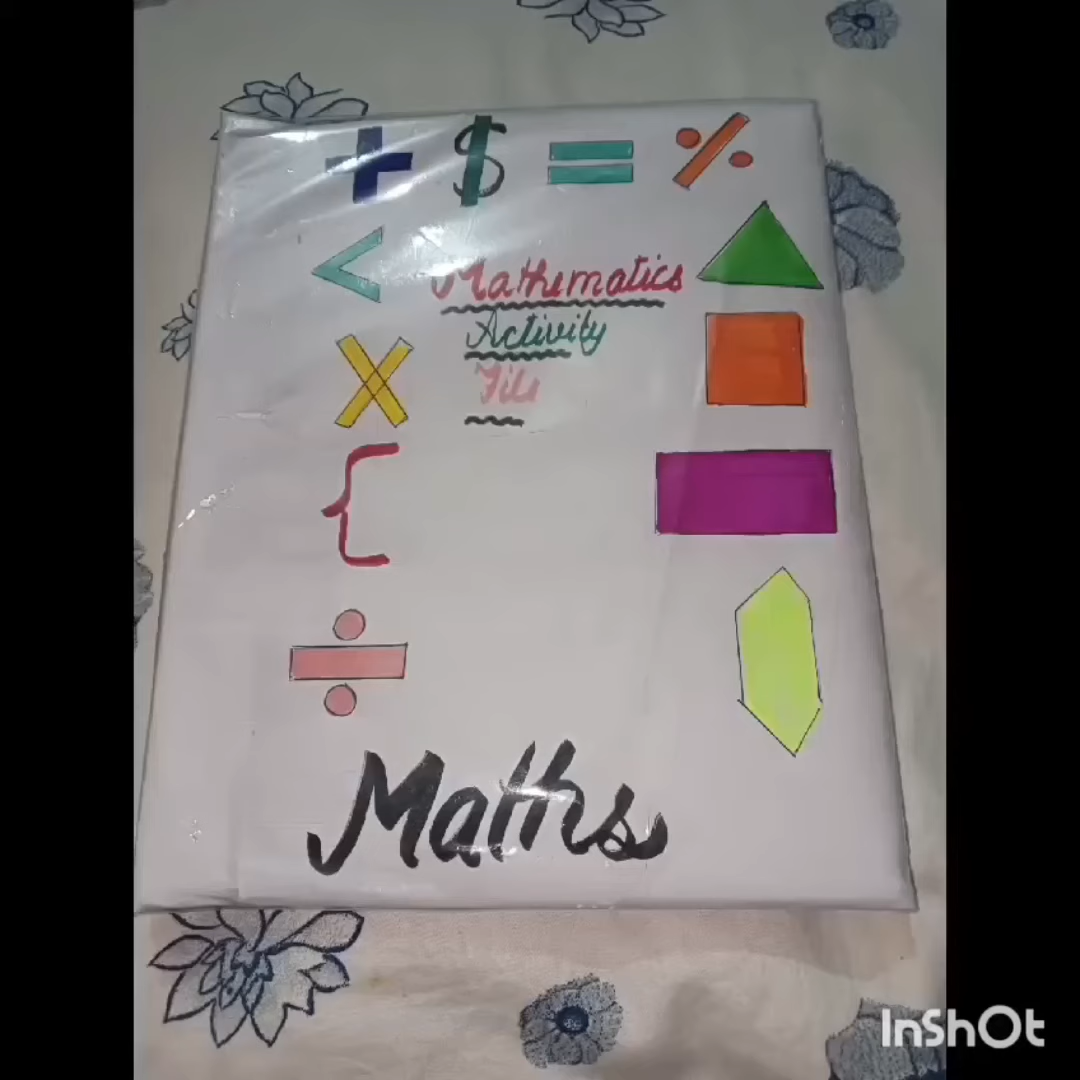 + $ = %
<
Mathematics
Activity
File
X
{
÷
Maths
InShOt